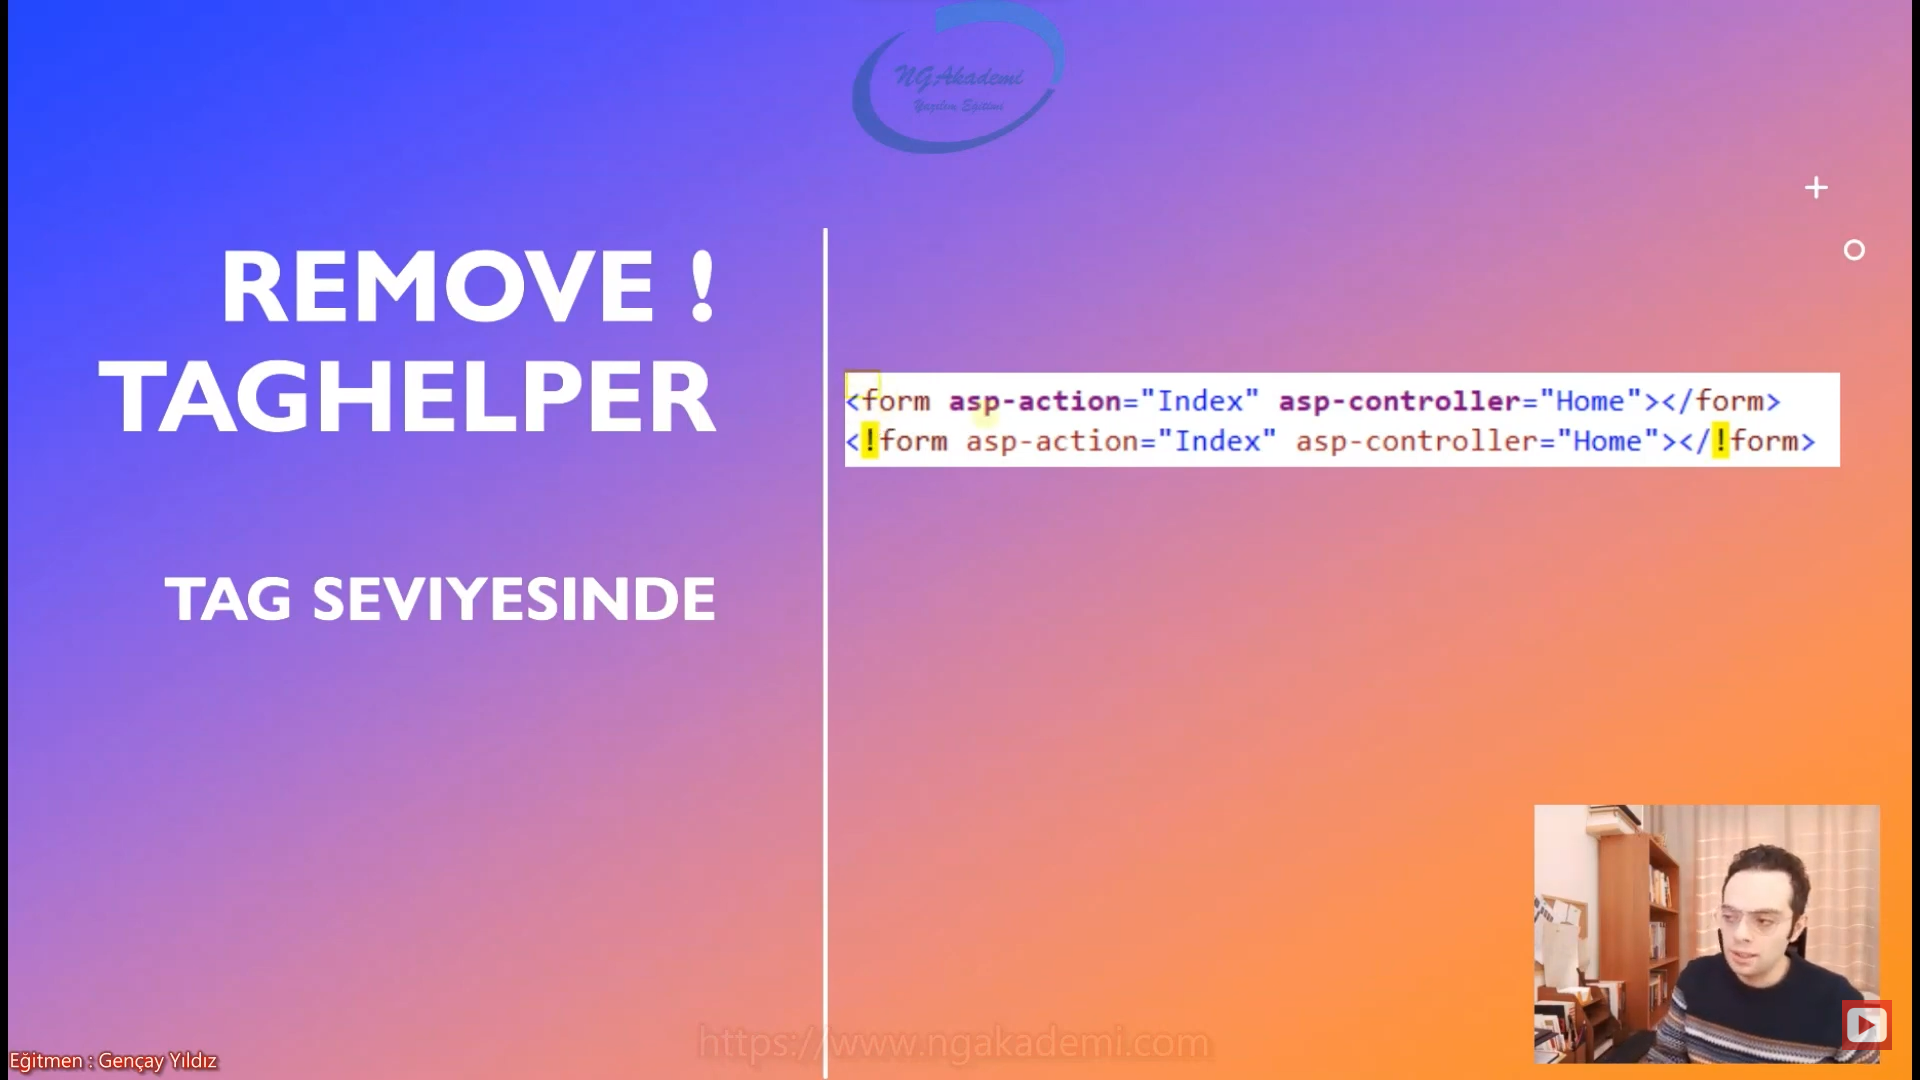 NGAkademi
Yazılım Eğitimi
REMOVE !
TAGHELPER
TAG SEVIYESINDE
<form asp-action="Index" asp-controller="Home"></form>
<!form asp-action="Index" asp-controller="Home"></!form>
https://www.ngakademi.com
Eğitmen : Gençay Yıldız